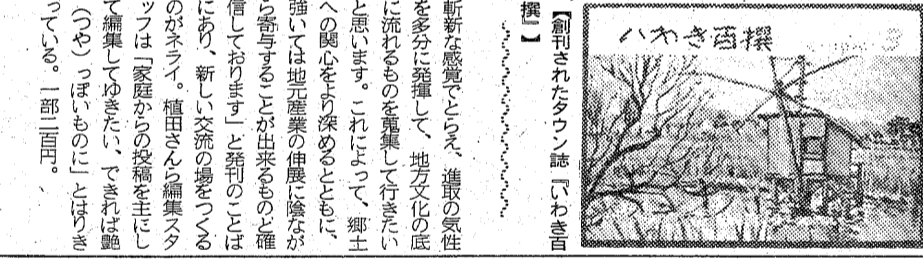 いわき百撰
3
【創刊されたタウン誌『いわき百
撰』】
斬新な感覚でとらえ、進取の気性
を多分に発揮して、地方文化の底
に流れるものを蒐集して行きたい
と思います。これによって、郷土
への関心をより深めるとともに、
強いては地元産業の伸展に陰なが
ら寄与することが出来るものと確
信しております」と発刊のことば
にあり、新しい交流の場をつくる
のがネライ。植田さんら編集スタ
ッフは「家庭からの投稿を主にし
て編集してゆきたい、できれば艶
（つや）っぽいものに」とはりき
っている。一部二百円。